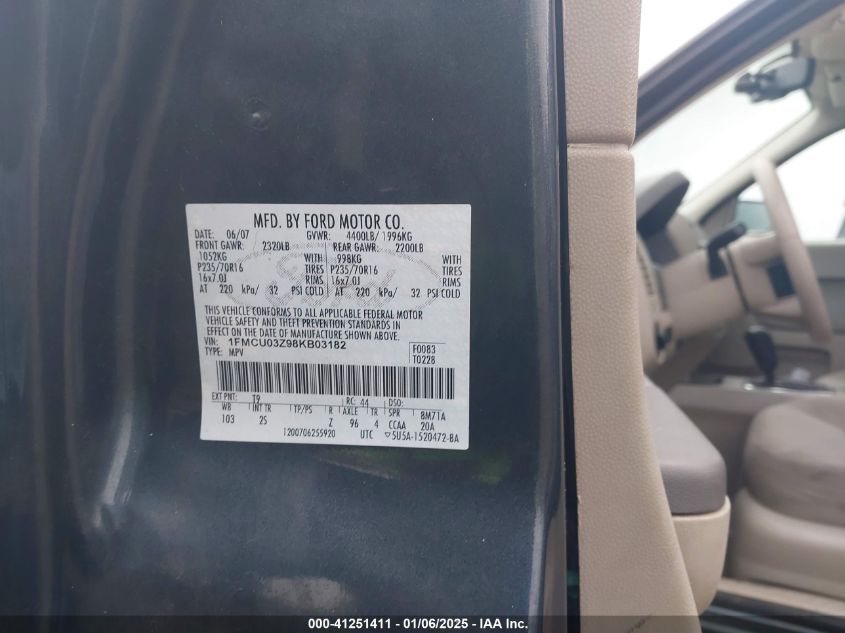 MFD. BY FORD MOTOR CO.
DATE: 06/07 GVWR: 4400LB/ 1996KG
FRONT GAWR: 2320LB REAR GAWR: 2200LB
1052KG WITH 998KG WITH
P235/70R16 TIRES P235/70R16 TIRES
16x7.0J RIMS 16x7.0J RIMS
AT 220 kPa/ 32 PSI COLD AT 220 kPa/ 32 PSI COLD
THIS VEHICLE CONFORMS TO ALL APPLICABLE FEDERAL MOTOR
VEHICLE SAFETY AND THEFT PREVENTION STANDARDS IN
EFFECT ON THE DATE OF MANUFACTURE SHOWN ABOVE.
VIN: 1FMCU03Z98KB03182 F0083
TYPE: MPV T0228
EXT PNT: T9 RC: 44 DSO:
WB INT TR TP/PS R AXLE TR SPR 8M71A
103 2S Z 96 4 CCAA 20A
1200706255920 UTC ▽5U5A-1520472-BA
000-41251411 - 01/06/2025 - IAA Inc.